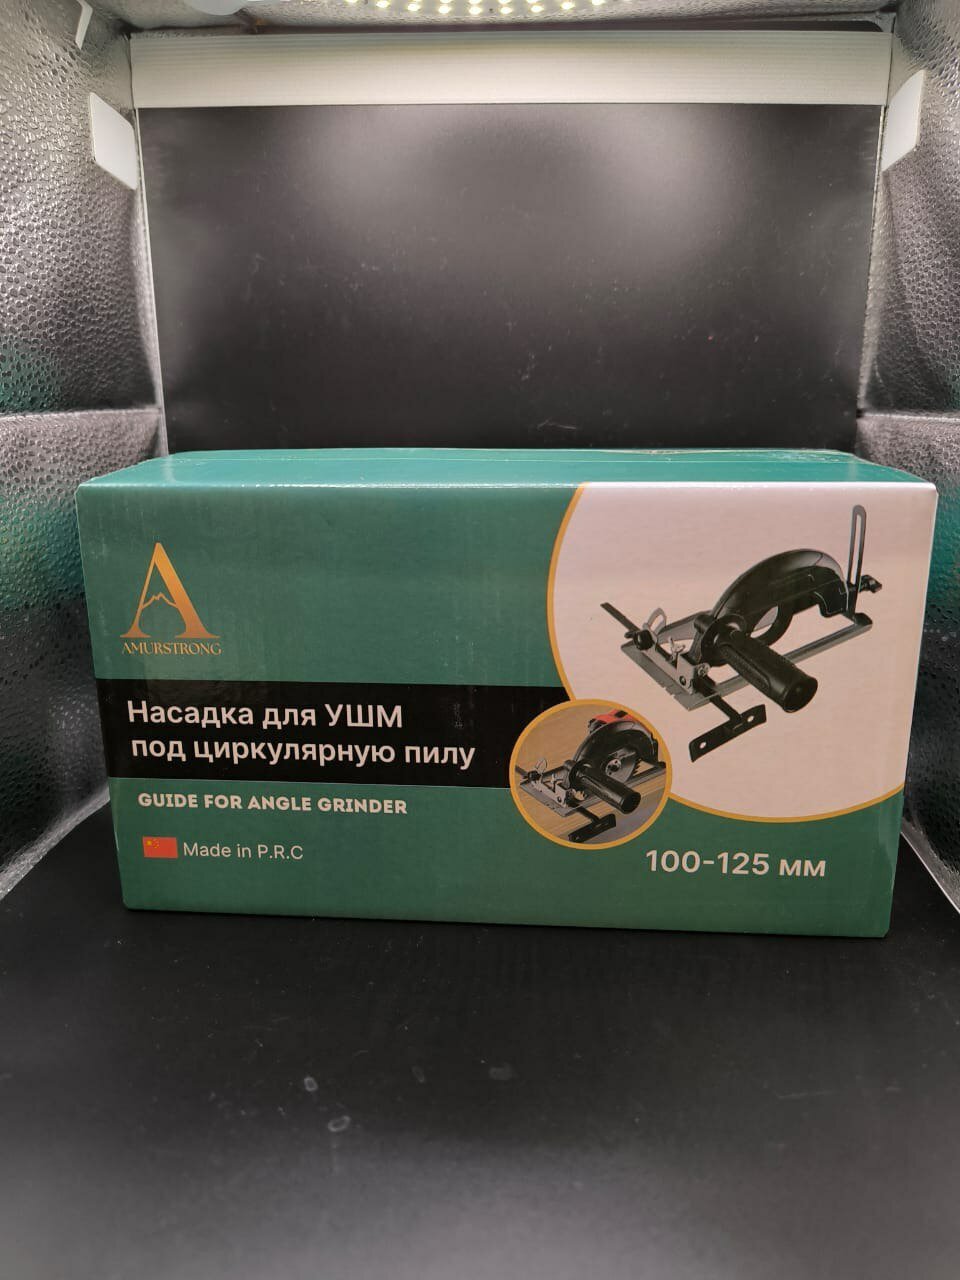 AMURSTRONG
Насадка для УШМ
под циркулярную пилу
GUIDE FOR ANGLE GRINDER
Made in P.R.C
100-125 мм